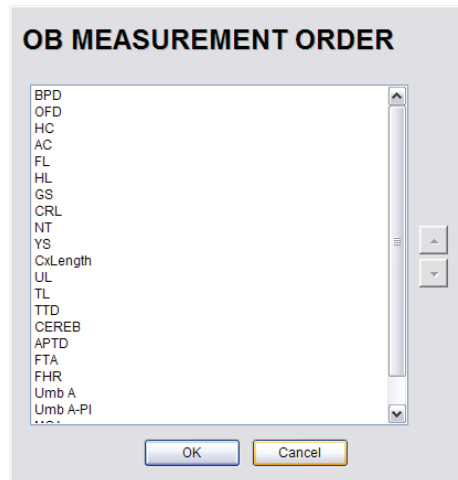 OB MEASUREMENT ORDER
BPD
OFD
HC
AC
FL
HL
GS
CRL
NT
YS
CxLength
UL
TL
TTD
CEREB
APTD
FTA
FHR
Umb A
Umb A-PI
OK
Cancel